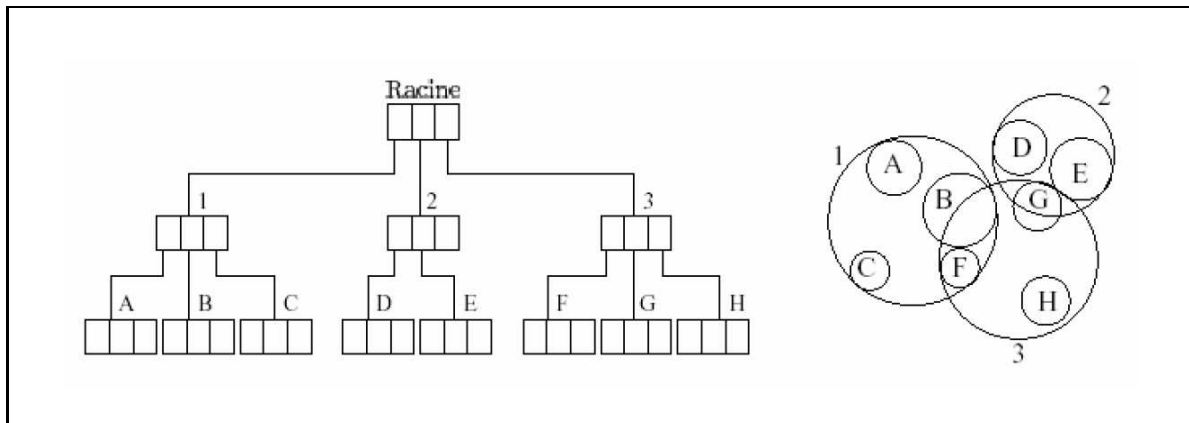 Racine
1 2 3
A B C D E F G H
2
1 A D
E
B G
C F
H
3